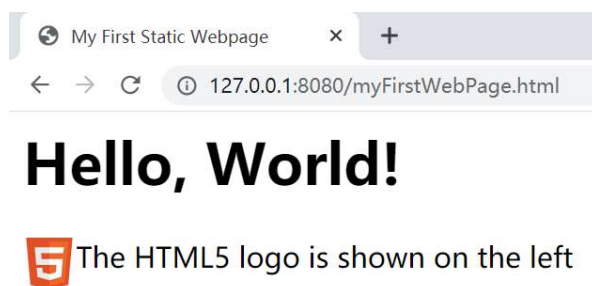 My First Static Webpage
127.0.0.1:8080/myFirstWebPage.html
Hello, World!
5 The HTML5 logo is shown on the left